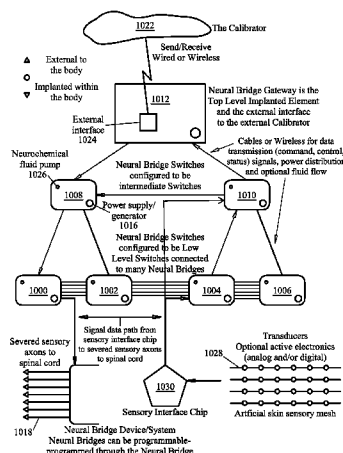 1022
The Calibrator
Send/Receive
Wired or Wireless
External to
the body
Implanted within
the body
1012
External
interface
1024
Neural Bridge Gateway is the
Top Level Implanted Element
and the external interface
to the external Calibrator
Cables or Wireless for data
transmission (command, control,
status) signals, power distribution
and optional fluid flow
Neurochemical
fluid pump
1026
Neural Bridge Switches
configured to be
intermediate Switches
1008
1010
Power supply/
generator
1016
Neural Bridge Switches
configured to be Low
Level Switches connected
to many Neural Bridges
1000
1002
1004
1006
Signal data path from
sensory interface chip
to severed sensory axons
to spinal cord
Severed sensory
axons to
spinal cord
1018
1030
Sensory Interface Chip
Transducers
Optional active electronics
(analog and/or digital)
1028
Artificial skin sensory mesh
Neural Bridge Device/System
Neural Bridges can be programmable-
programmed through the Neural Bridge